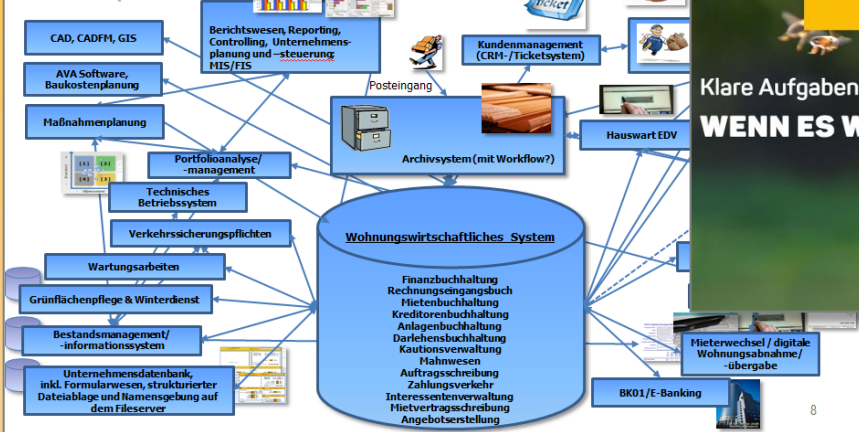 CAD, CADFM, GIS
AVA Software,
Baukostenplanung
Maßnahmenplanung
Berichtswesen, Reporting,
Controlling, Unternehmens-
planung und –steuerung;
MIS/FIS
Ticket
Posteingang
Kundenmanagement
(CRM-/Ticketsystem)
Archivsystem (mit Workflow?)
Hauswart EDV
Klare Aufgaben
WENN ES W
Portfolioanalyse/
-management
Technisches
Betriebssystem
Verkehrssicherungspflichten
Wartungsarbeiten
Grünflächenpflege & Winterdienst
Bestandsmanagement/
-informationssystem
Unternehmensdatenbank,
inkl. Formularwesen, strukturierter
Dateiablage und Namensgebung auf
dem Fileserver
Wohnungswirtschaftliches System
Finanzbuchhaltung
Rechnungseingangsbuch
Mietenbuchhaltung
Kreditorenbuchhaltung
Anlagenbuchhaltung
Darlehensbuchhaltung
Kautionsverwaltung
Mahnwesen
Auftragsschreibung
Zahlungsverkehr
Interessentenverwaltung
Mietvertragsschreibung
Angebotserstellung
Mieterwechsel / digitale
Wohnungsabnahme/
-übergabe
BK01/E-Banking
8